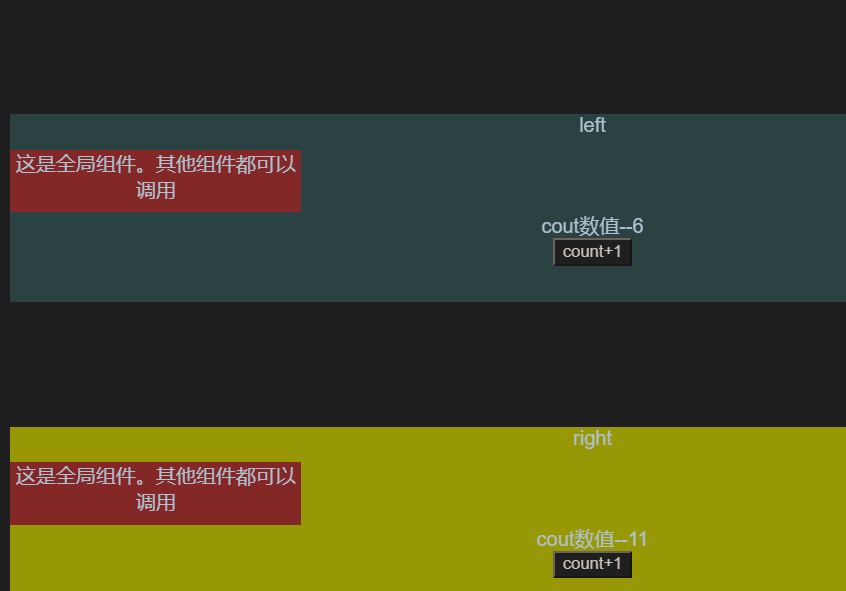 left
这是全局组件。其他组件都可以
调用
cout数值--6
count+1
right
这是全局组件。其他组件都可以
调用
cout数值--11
count+1